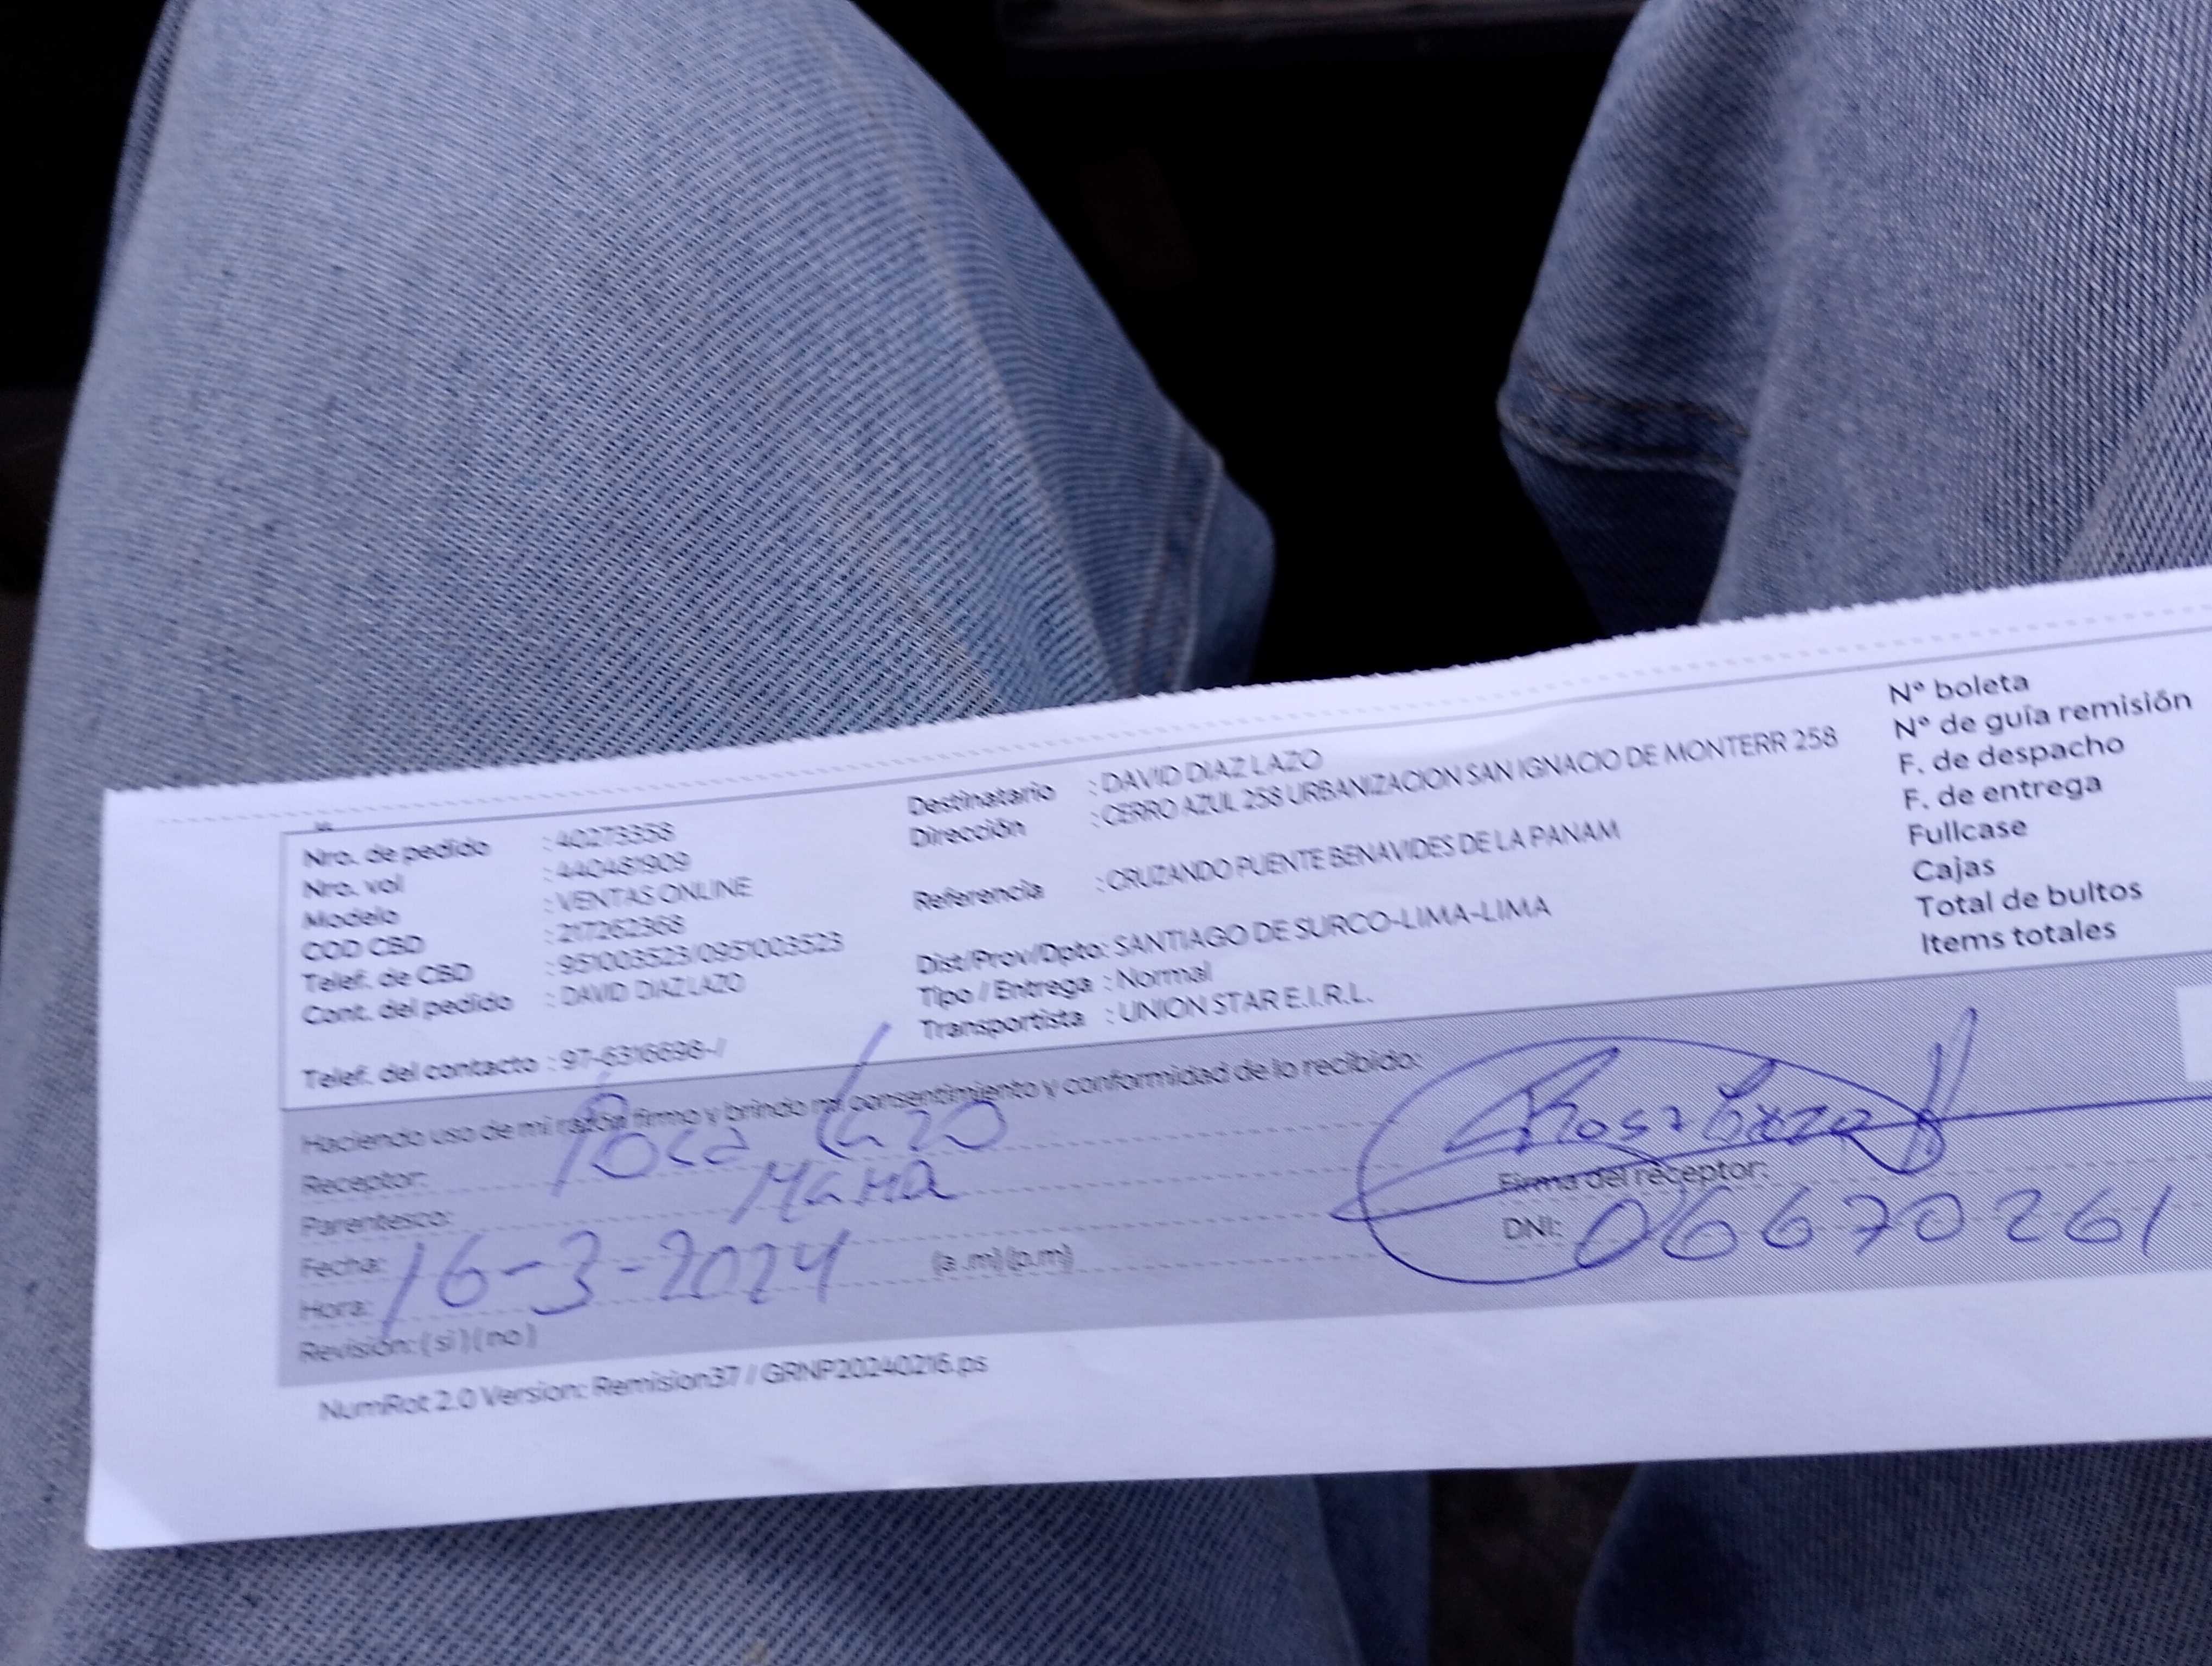 Nro. de pedido : 40273358
Nro. vol : 440481909
Modelo : VENTAS ONLINE
COD CBD : 217262368
Telef. de CBD : 951003523/0951003523
Cont. del pedido : DAVID DIAZ LAZO
Telef. del contacto : 97-6316698-/
Destinatario : DAVID DIAZ LAZO
Dirección : CERRO AZUL 258 URBANIZACION SAN IGNACIO DE MONTERR 258
Referencia : CRUZANDO PUENTE BENAVIDES DE LA PANAM
Dist/Prov/Dpto: SANTIAGO DE SURCO-LIMA-LIMA
Tipo / Entrega : Normal
Transportista : UNION STAR E.I.R.L.
N° boleta
N° de guía remisión
F. de despacho
F. de entrega
Fullcase
Cajas
Total de bultos
Items totales
Haciendo uso de mi razón firmo y brindo mi consentimiento y conformidad de lo recibido:
Receptor: Lazo
Parentesco: Mama
Fecha: 16-3-2024
Hora: (a.m) (p.m)
Revisión: ( si ) ( no )
Firma del receptor:
DNI: 06670261
NumRot 2.0 Version: Remision37 // GRNP20240216.ps